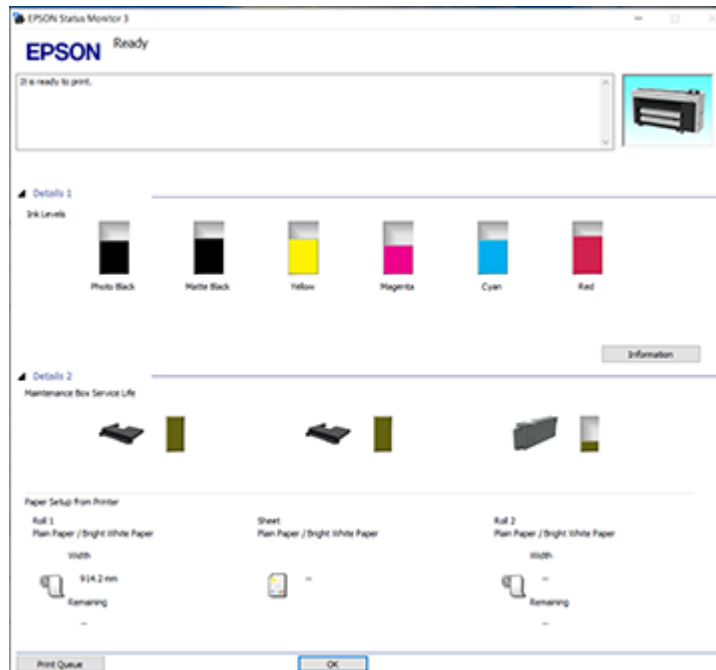 EPSON Status Monitor 3
EPSON Ready
It is ready to print.
Details 1
Ink Levels
Photo Black Matte Black Yellow Magenta Cyan Red
Information
Details 2
Maintenance Box Service Life
Paper Setup from Printer
Roll 1 Sheet Roll 2
Plain Paper / Bright White Paper Plain Paper / Bright White Paper Plain Paper / Bright White Paper
Width Width
914.2 mm -- --
Remaining Remaining
-- --
Print Queue OK